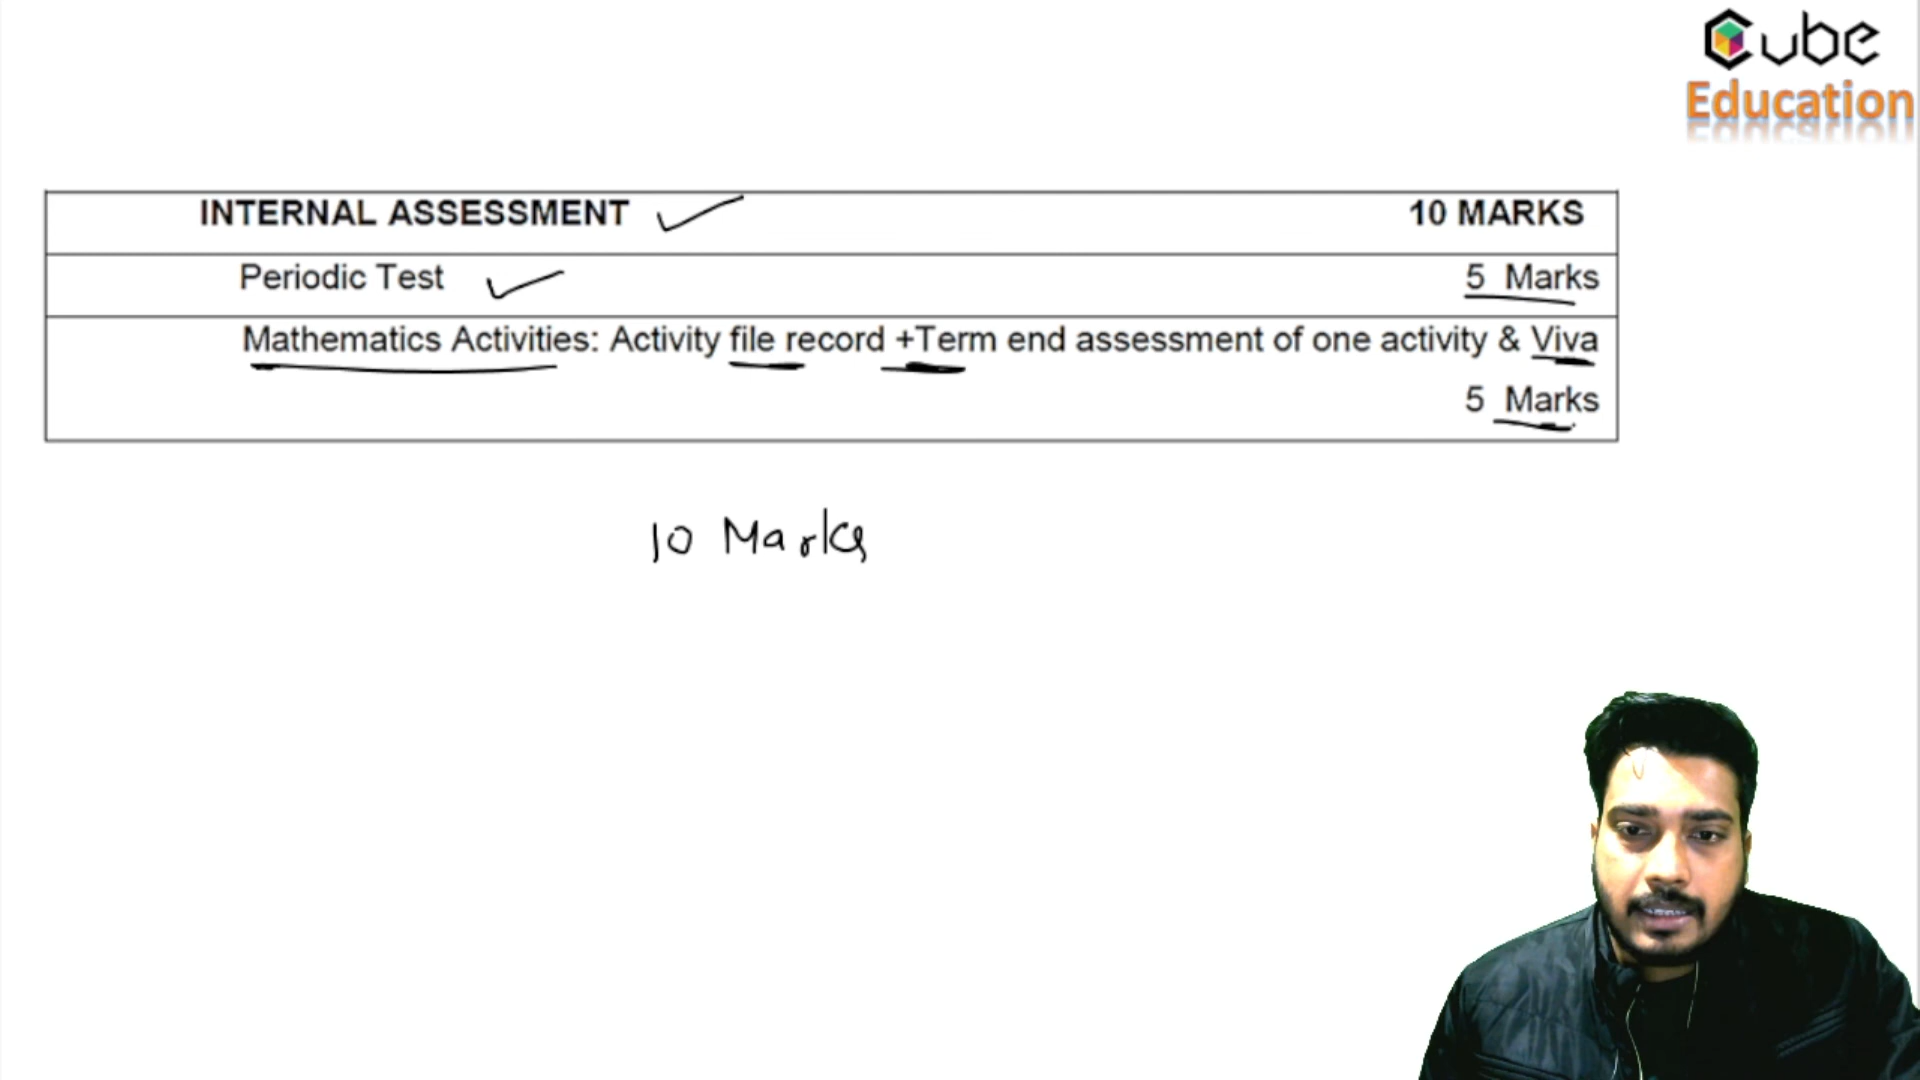 Cube
Education
INTERNAL ASSESSMENT 10 MARKS
Periodic Test 5 Marks
Mathematics Activities: Activity file record +Term end assessment of one activity & Viva
5 Marks
10 Marks